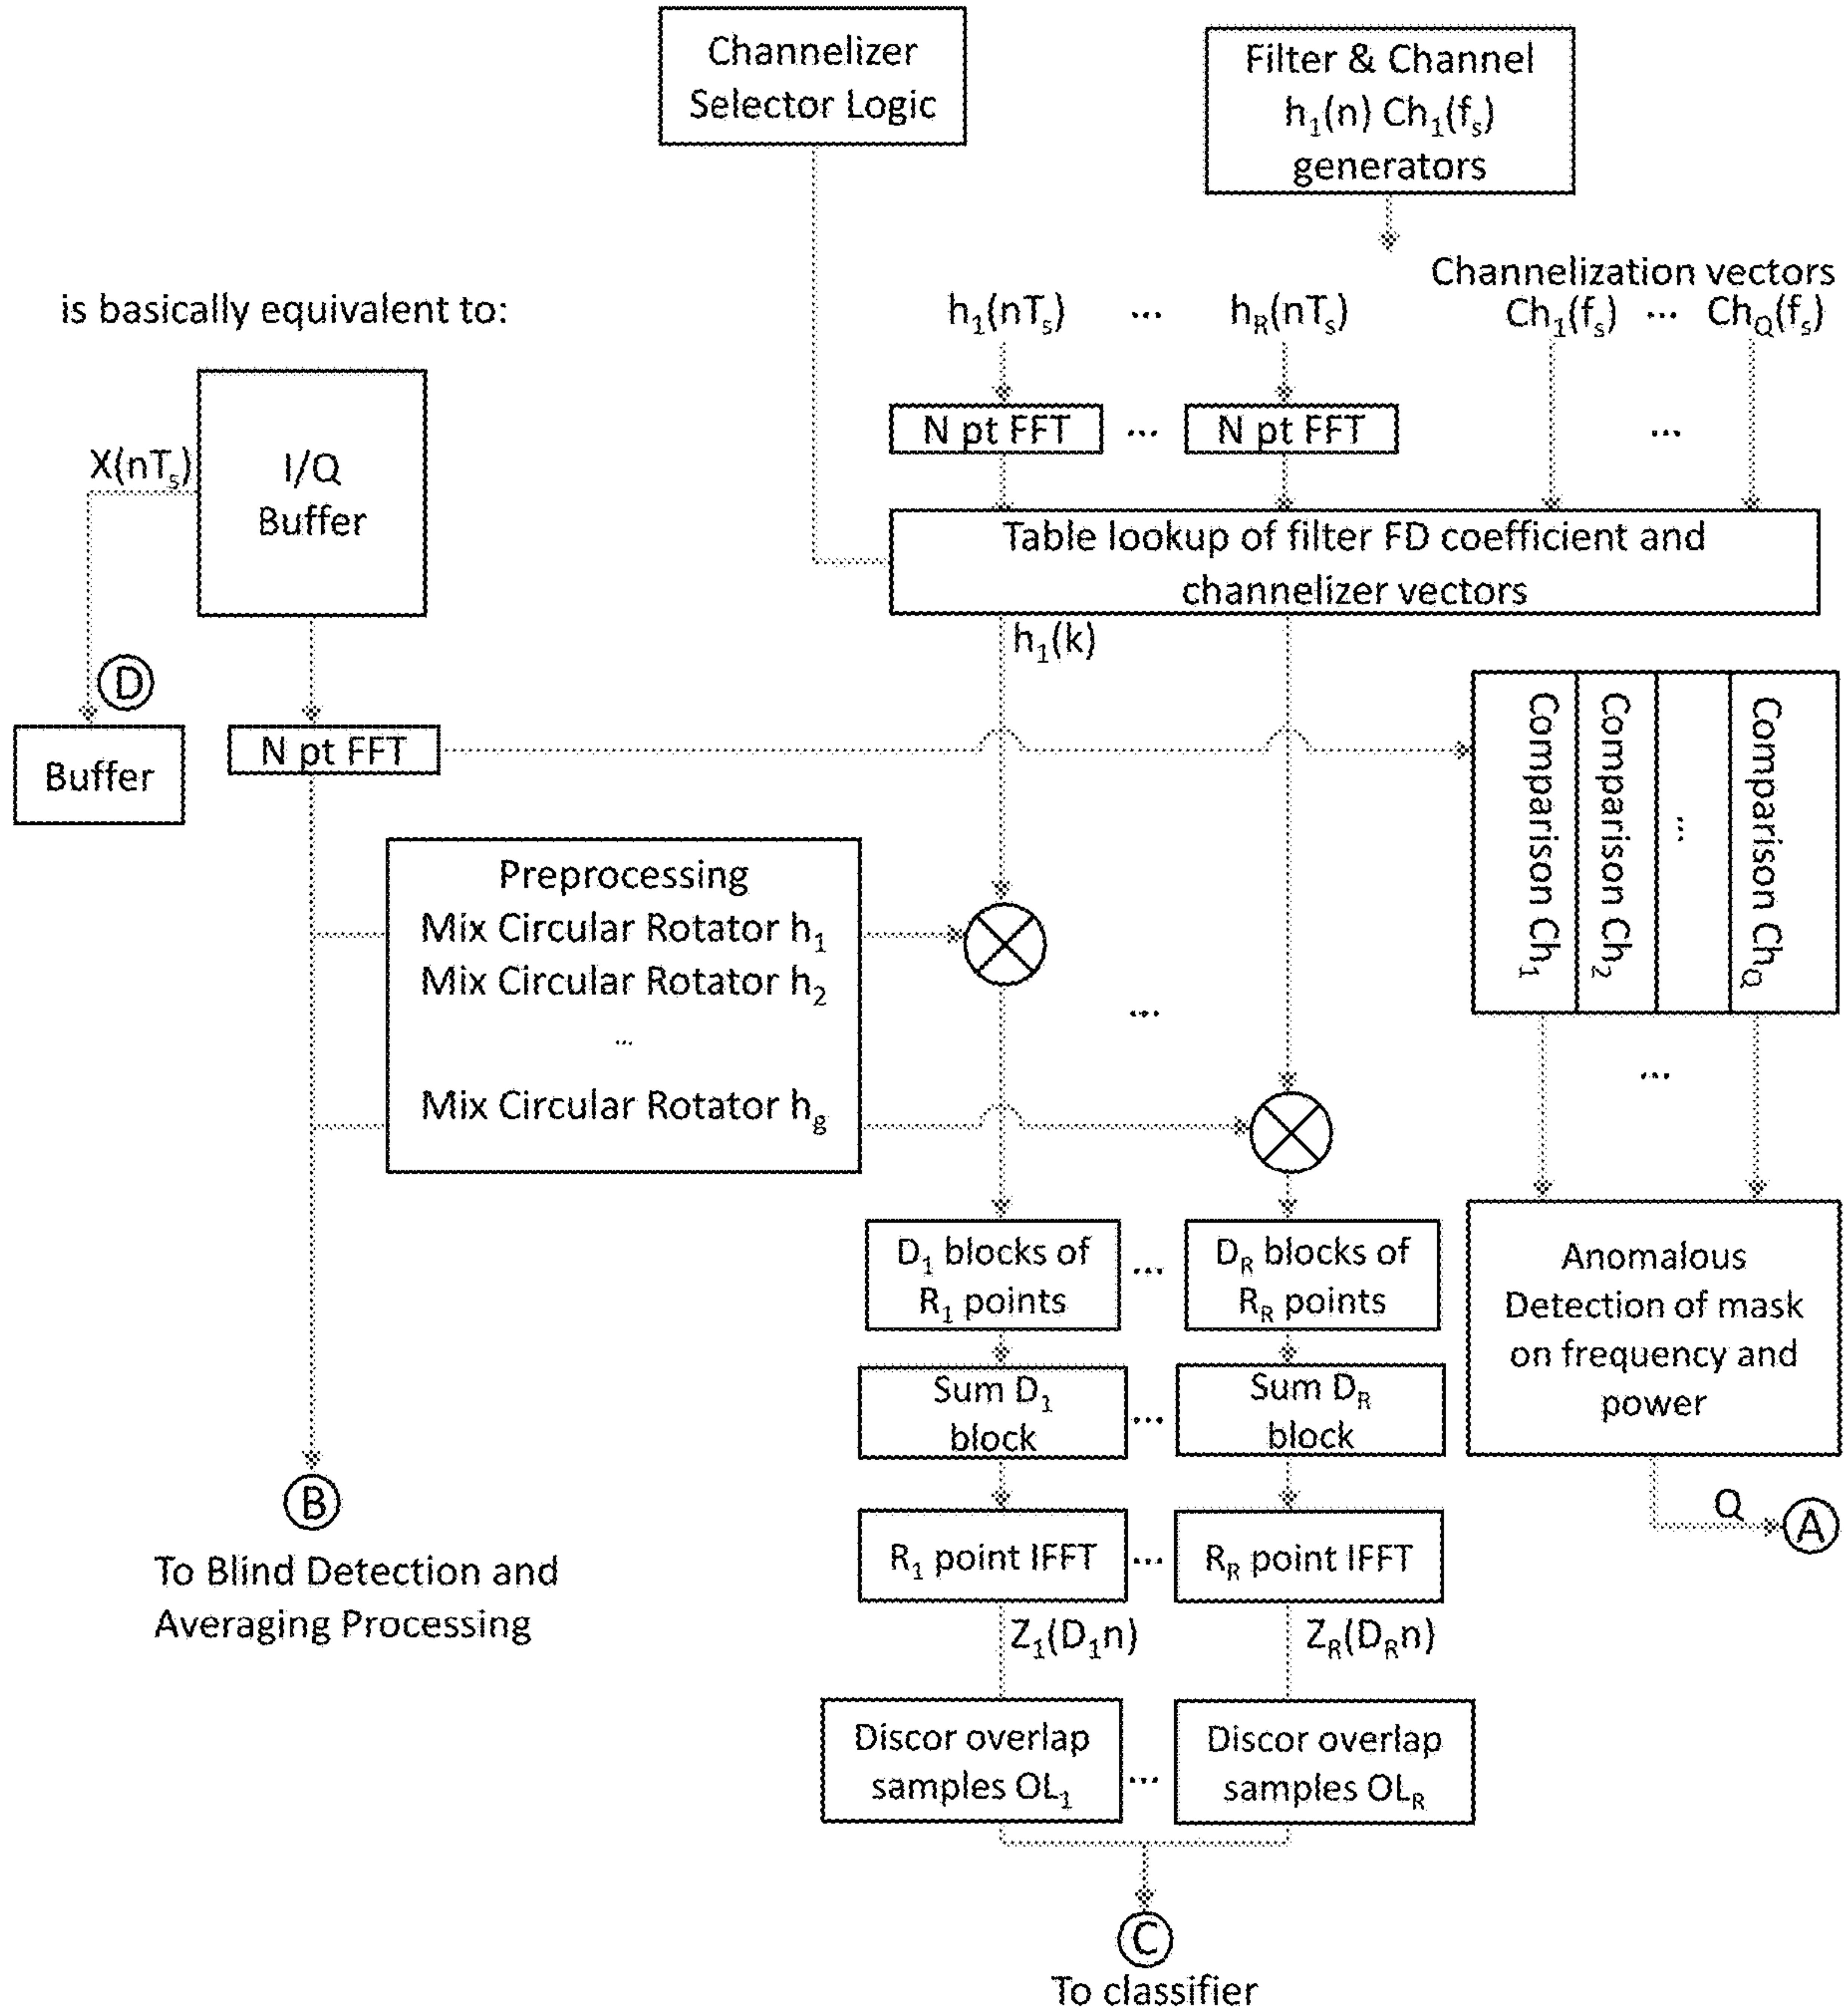 Channelizer
Selector Logic
Filter & Channel
h1(n) Ch1(fs)
generators
Channelization vectors
is basically equivalent to:
h1(nTs) ... hR(nTs) Ch1(fs) ... ChQ(fs)
N pt FFT ... N pt FFT ...
X(nTs)
I/Q
Buffer
Table lookup of filter FD coefficient and
channelizer vectors
h1(k)
D
Buffer
N pt FFT
Comparison Ch1
Comparison Ch2
...
Comparison ChQ
Preprocessing
Mix Circular Rotator h1
Mix Circular Rotator h2
...
Mix Circular Rotator hg
...
...
D1 blocks of
R1 points
...
DR blocks of
RR points
Anomalous
Detection of mask
on frequency and
power
Sum D1
block
...
Sum DR
block
B
To Blind Detection and
Averaging Processing
Q
A
R1 point IFFT ... RR point IFFT
Z1(D1n)
ZR(DRn)
Discor overlap
samples OL1
...
Discor overlap
samples OLR
C
To classifier